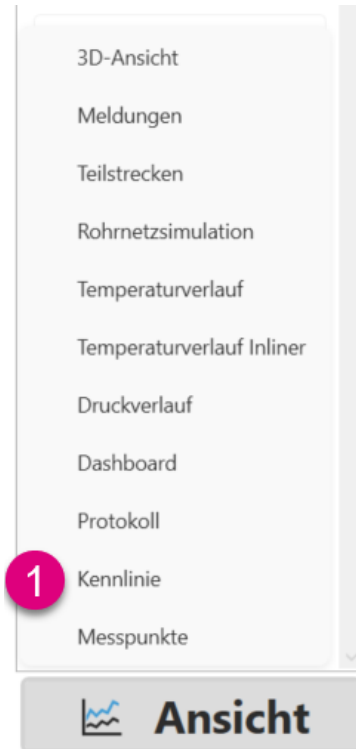 3D-Ansicht
Meldungen
Teilstrecken
Rohrnetzsimulation
Temperaturverlauf
Temperaturverlauf Inliner
Druckverlauf
Dashboard
Protokoll
1 Kennlinie
Messpunkte
Ansicht